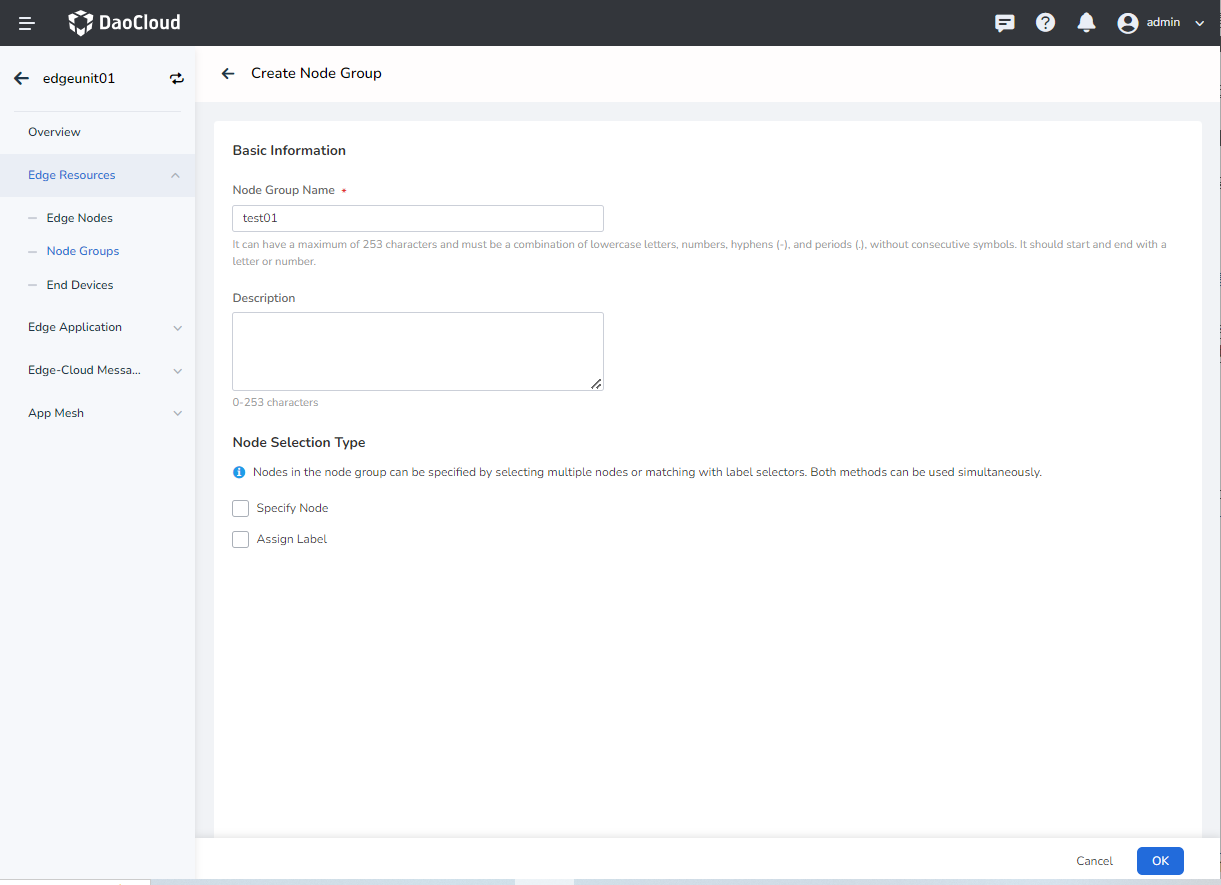 DaoCloud
admin
edgeunit01
Overview
Edge Resources
Edge Nodes
Node Groups
End Devices
Edge Application
Edge-Cloud Messa...
App Mesh
Create Node Group
Basic Information
Node Group Name *
test01
It can have a maximum of 253 characters and must be a combination of lowercase letters, numbers, hyphens (-), and periods (.), without consecutive symbols. It should start and end with a
letter or number.
Description
0-253 characters
Node Selection Type
Nodes in the node group can be specified by selecting multiple nodes or matching with label selectors. Both methods can be used simultaneously.
Specify Node
Assign Label
Cancel
OK